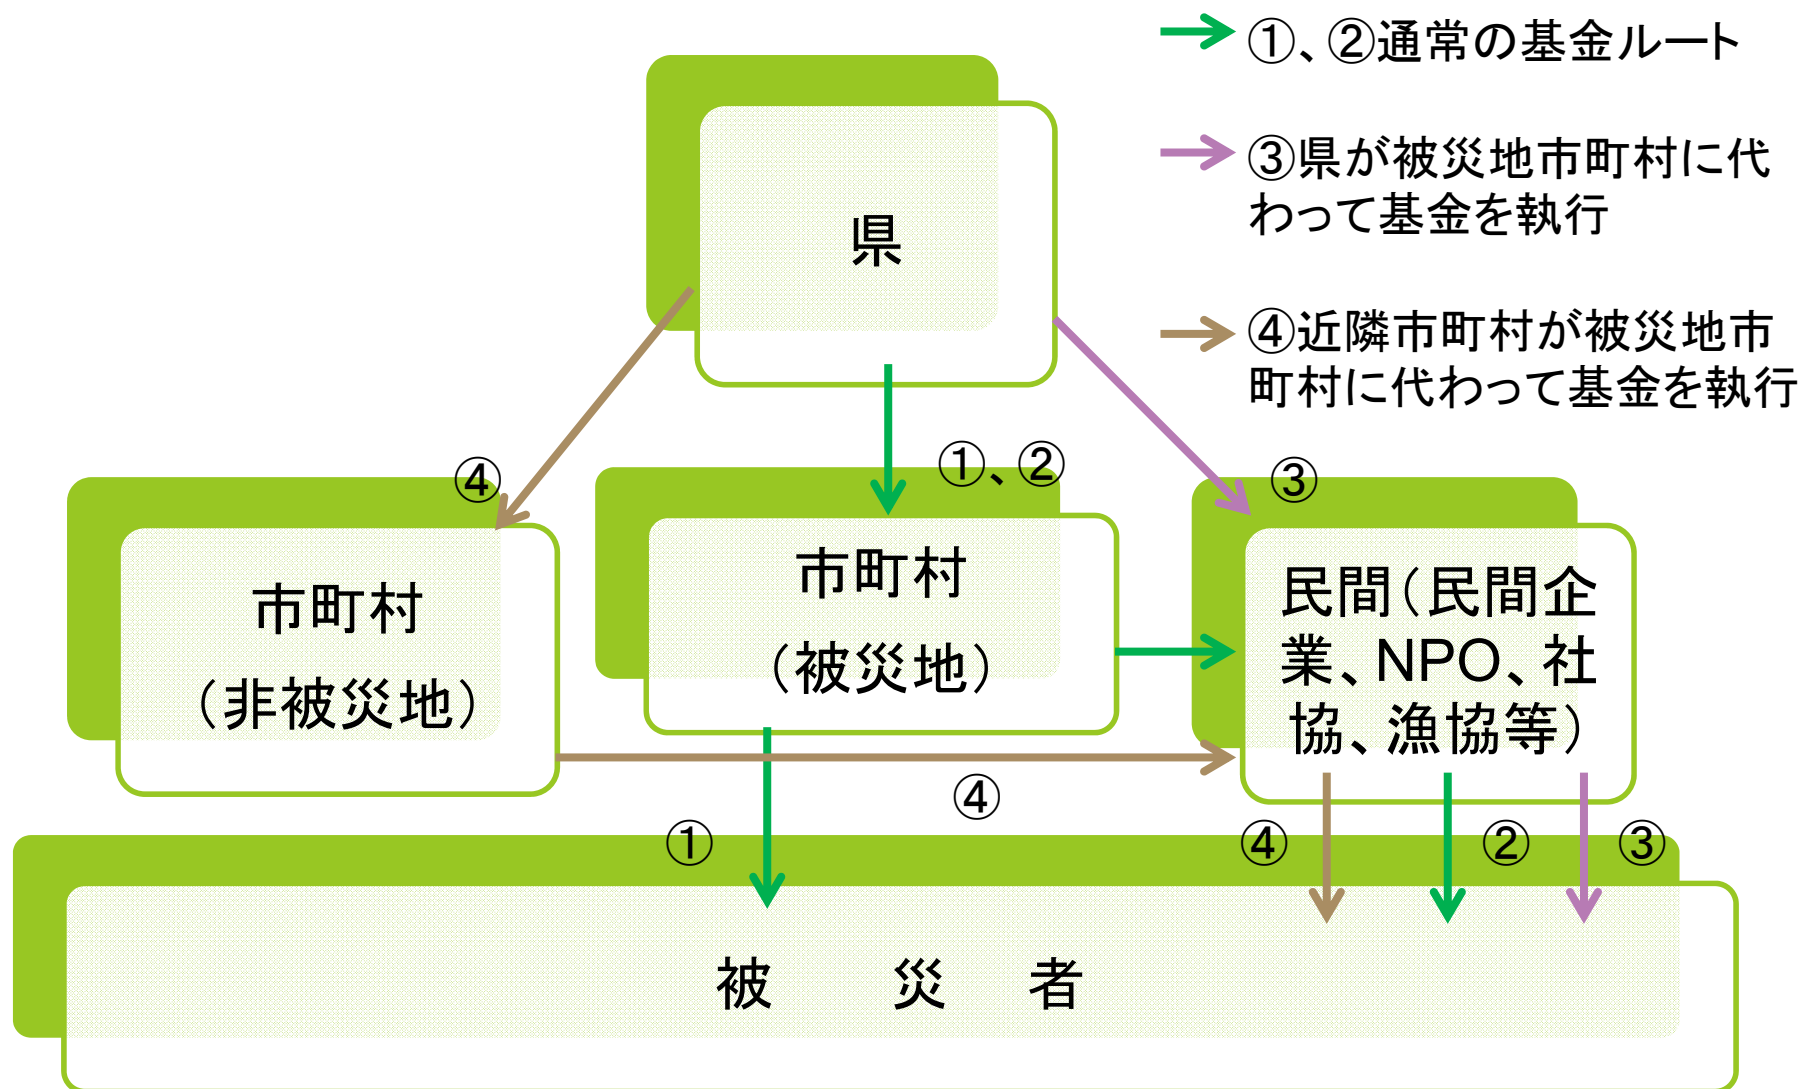 ①、②通常の基金ルート
③県が被災地市町村に代
わって基金を執行
④近隣市町村が被災地市
町村に代わって基金を執行
県
④
①、②
③
市町村
（非被災地）
市町村
（被災地）
民間（民間企
業、NPO、社
協、漁協等）
④
①
④
②
③
被　災　者